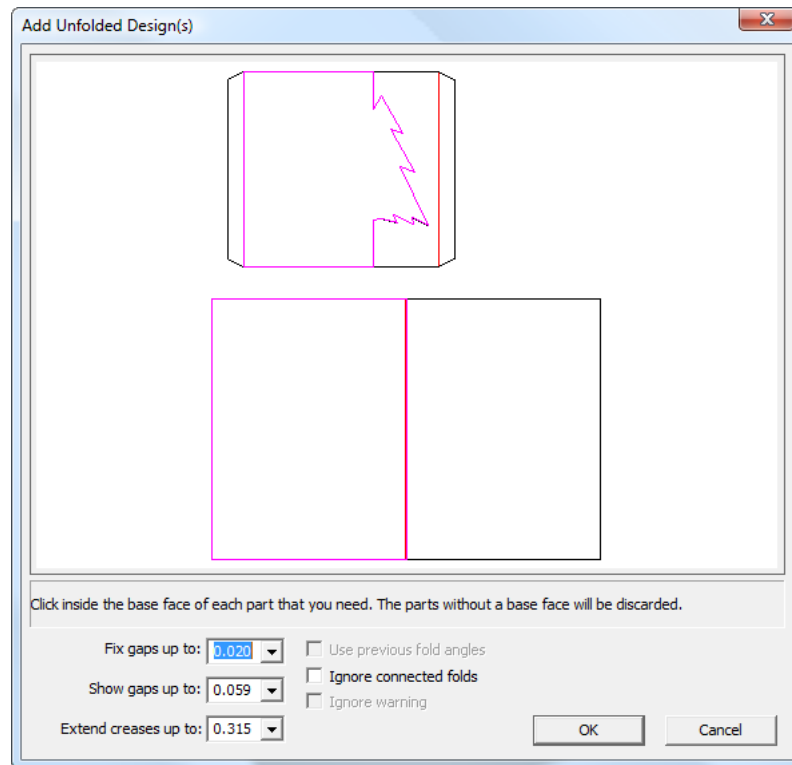 Add Unfolded Design(s)
Click inside the base face of each part that you need. The parts without a base face will be discarded.
Fix gaps up to: 0.020 Use previous fold angles
Show gaps up to: 0.059 Ignore connected folds
Ignore warning
Extend creases up to: 0.315 OK Cancel